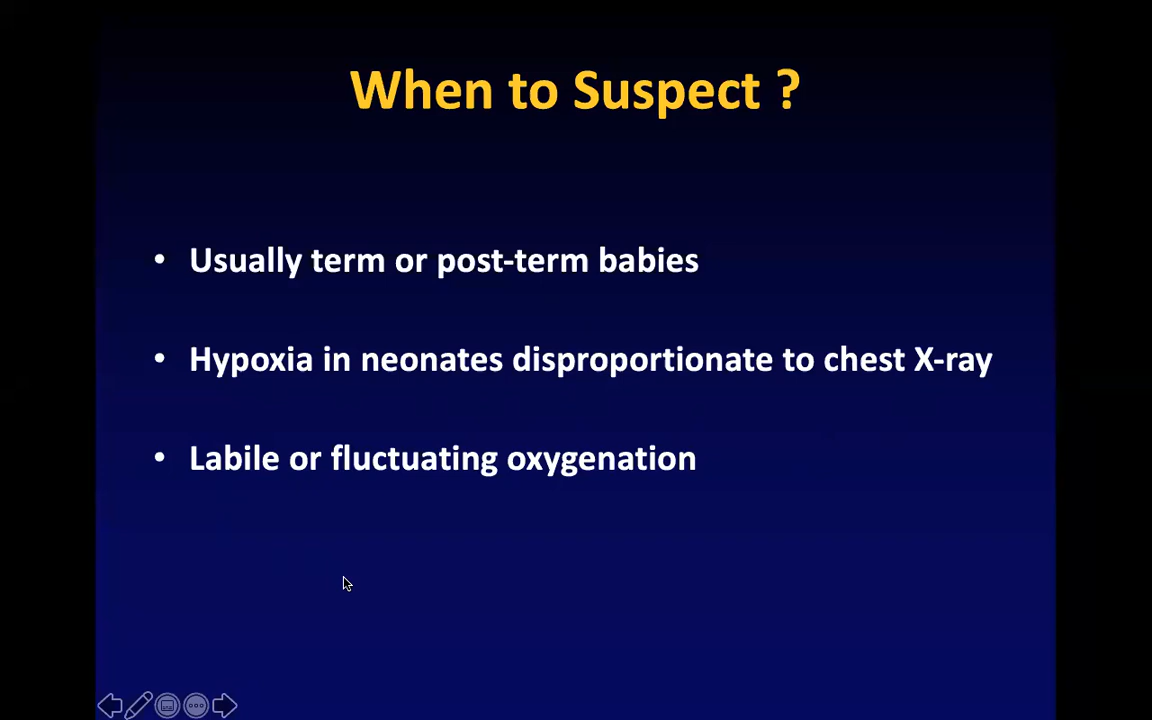 When to Suspect ?
• Usually term or post-term babies
• Hypoxia in neonates disproportionate to chest X-ray
• Labile or fluctuating oxygenation